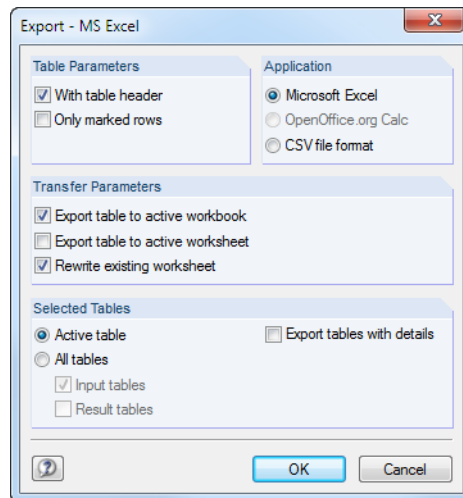 Export - MS Excel
Table Parameters
With table header
Only marked rows
Application
Microsoft Excel
OpenOffice.org Calc
CSV file format
Transfer Parameters
Export table to active workbook
Export table to active worksheet
Rewrite existing worksheet
Selected Tables
Active table
All tables
Input tables
Result tables
Export tables with details
OK
Cancel